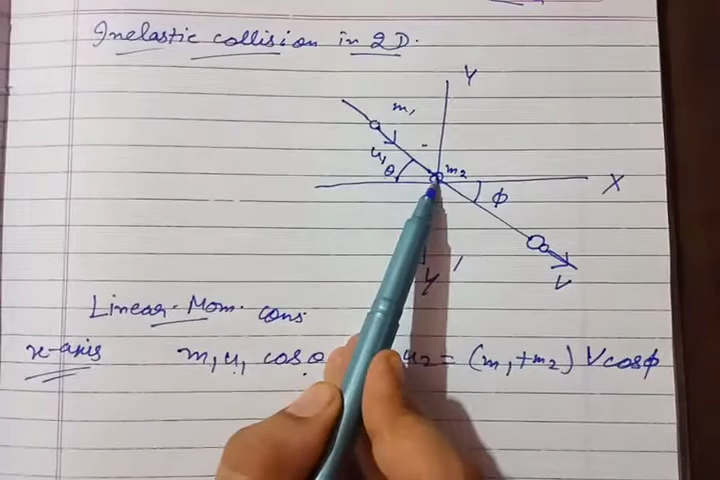 Inelastic collision in 2D.
Y
m₁
u₁
θ
m₂
X
ϕ
V
Y'
Linear Mom. cons
x-axis m₁u₁ cosθ u₂ = (m₁+m₂) V cosϕ